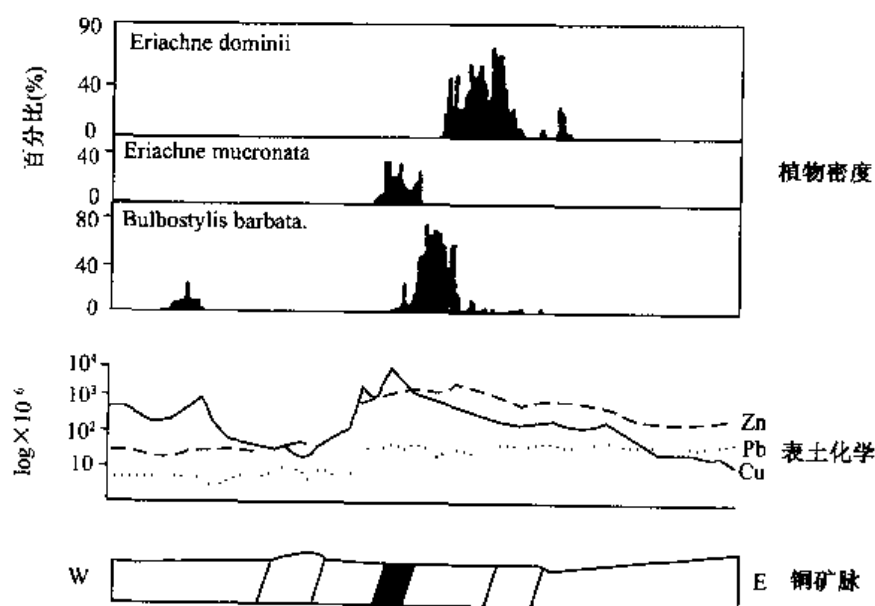 90
Eriachne dominii
40
0
百分比(%)
40
Eriachne mucronata
0
植物密度
80
Bulbostylis barbata.
40
0
10⁴
10³
10²
10
log×10⁻⁶
Zn
Pb
Cu
表土化学
W
E
铜矿脉